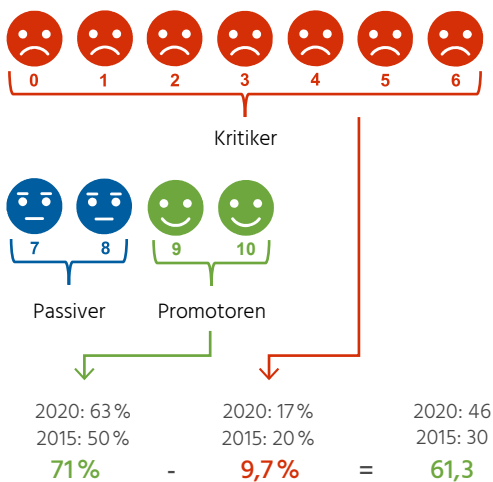 0 1 2 3 4 5 6
Kritiker
7 8 9 10
Passiver Promotoren
2020: 63 % 2020: 17 % 2020: 46
2015: 50 % 2015: 20 % 2015: 30
71 % - 9,7 % = 61,3